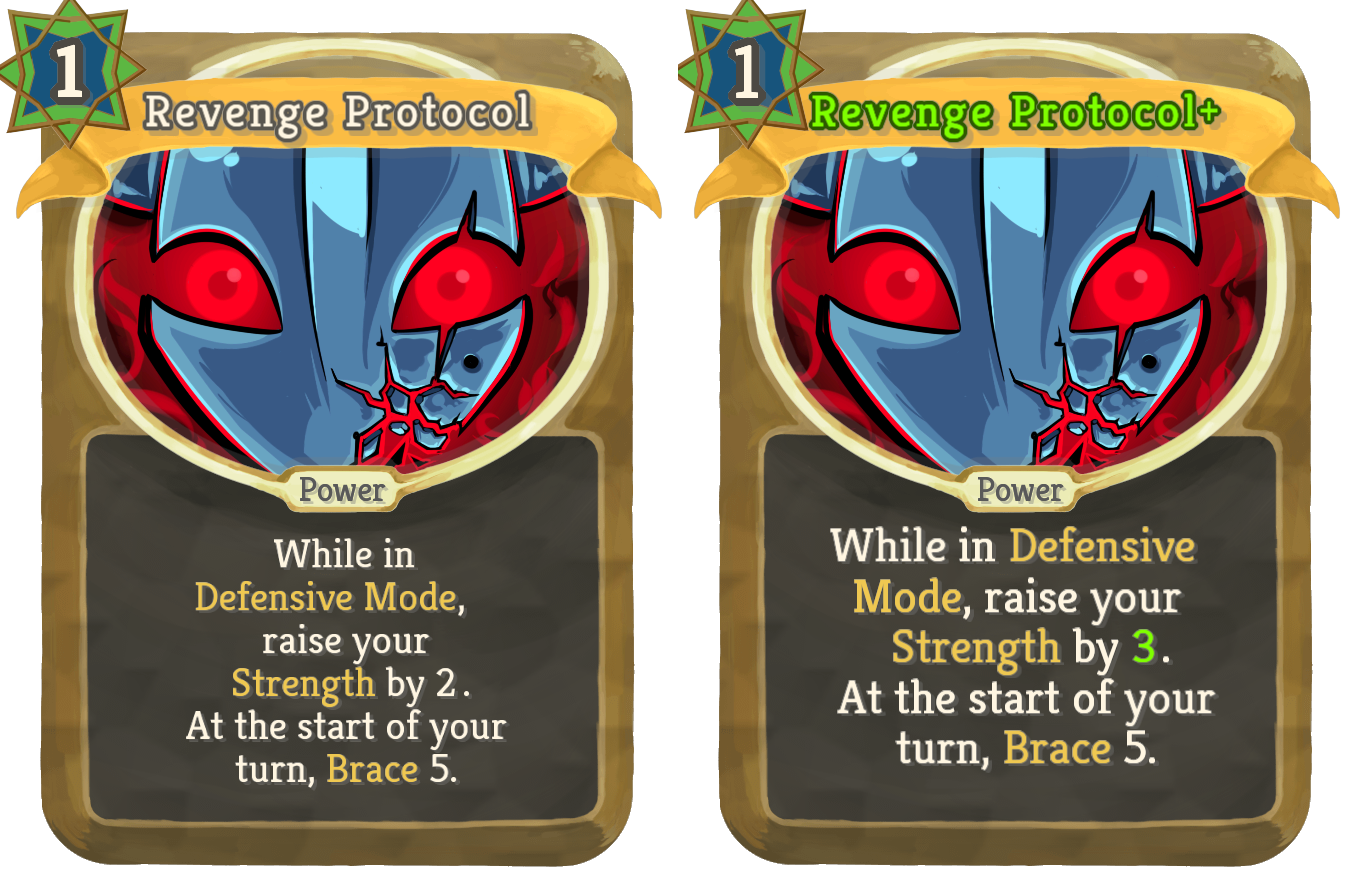 1
Revenge Protocol
Power
While in
Defensive Mode,
raise your
Strength by 2.
At the start of your
turn, Brace 5.
1
Revenge Protocol+
Power
While in Defensive
Mode, raise your
Strength by 3.
At the start of your
turn, Brace 5.